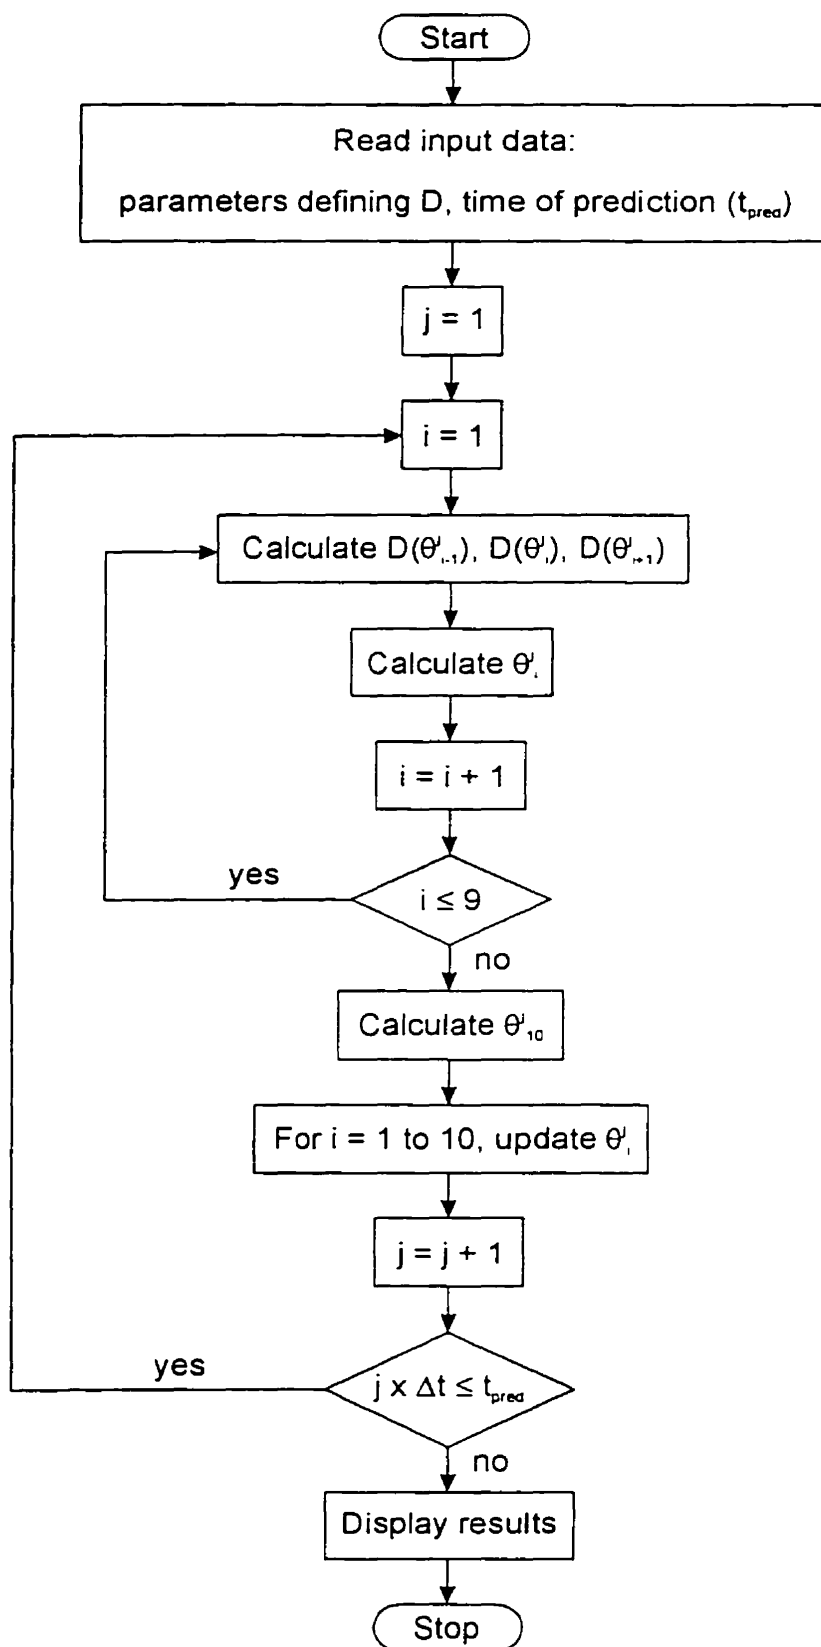 Start
Read input data:
parameters defining D, time of prediction (t_pred)
j = 1
i = 1
Calculate D(θ^j_{i-1}), D(θ^j_i), D(θ^j_{i+1})
Calculate θ^j_i
i = i + 1
yes
i ≤ 9
no
Calculate θ^j_10
For i = 1 to 10, update θ^j_i
j = j + 1
yes
j x Δt ≤ t_pred
no
Display results
Stop